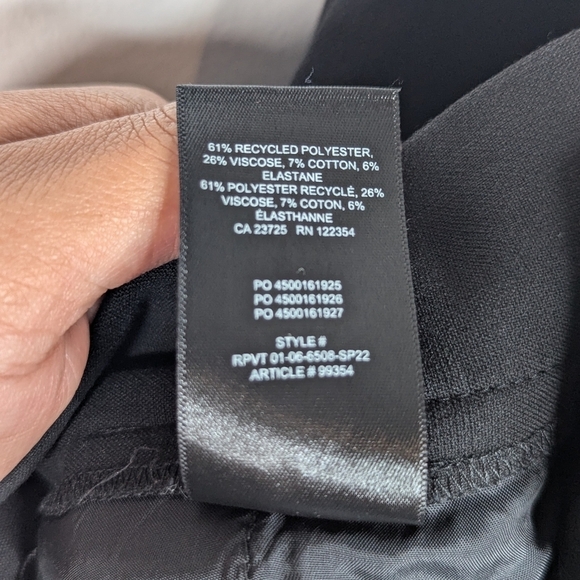 61% RECYCLED POLYESTER,
26% VISCOSE, 7% COTTON, 6%
ELASTANE
61% POLYESTER RECYCLÉ, 26%
VISCOSE, 7% COTON, 6%
ÉLASTHANNE
CA 23725 RN 122354
PO 4500161925
PO 4500161926
PO 4500161927
STYLE #
RPVT 01-06-6508-SP22
ARTICLE # 99354